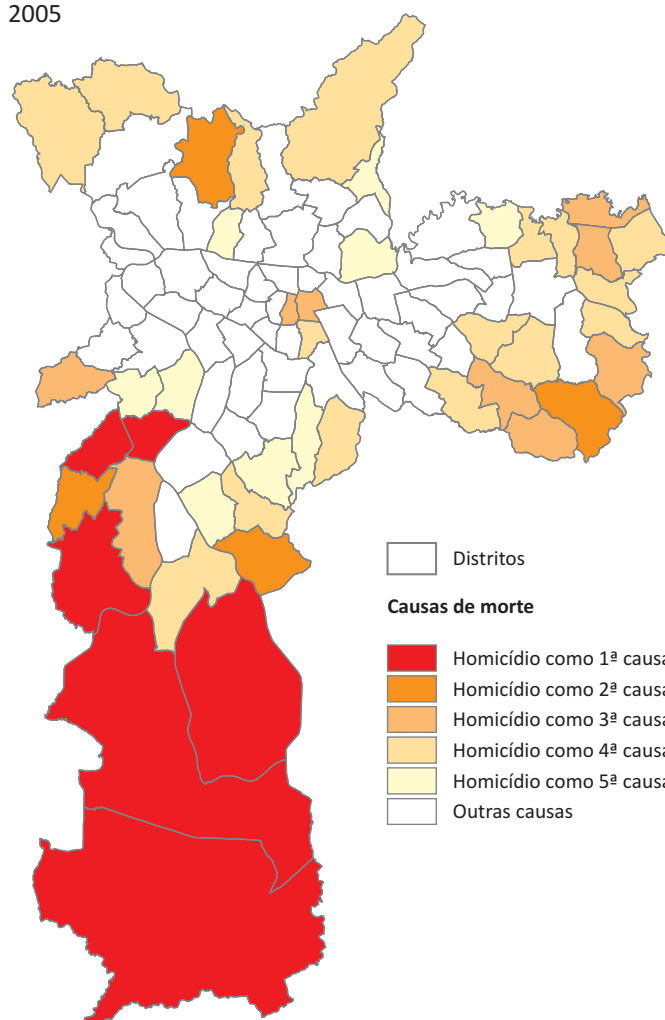 2005
Distritos
Causas de morte
Homicídio como 1ª causa
Homicídio como 2ª causa
Homicídio como 3ª causa
Homicídio como 4ª causa
Homicídio como 5ª causa
Outras causas